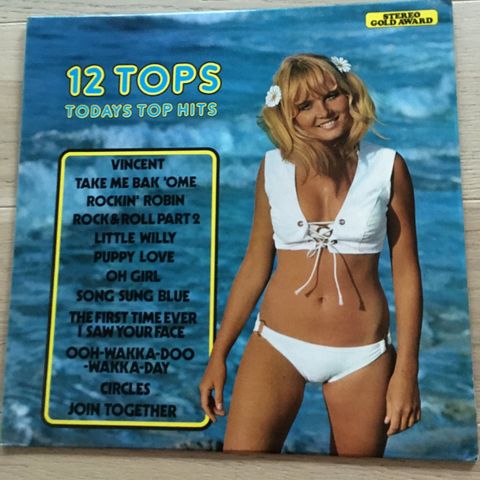 STEREO
GOLD AWARD
12 TOPS
TODAYS TOP HITS
VINCENT
TAKE ME BAK 'OME
ROCKIN' ROBIN
ROCK & ROLL PART 2
LITTLE WILLY
PUPPY LOVE
OH GIRL
SONG SUNG BLUE
THE FIRST TIME EVER
I SAW YOUR FACE
OOH-WAKKA-DOO
-WAKKA-DAY
CIRCLES
JOIN TOGETHER